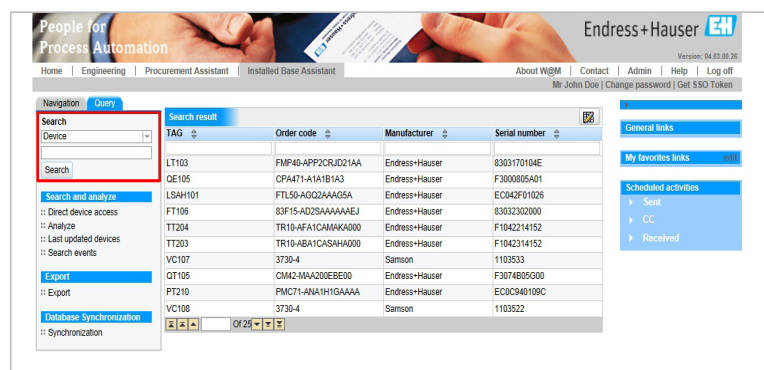 People for
Process Automation
Endress+Hauser EH
Version: 04.03.00.26
Home | Engineering | Procurement Assistant | Installed Base Assistant
About W@M | Contact | Admin | Help | Log off
Mr John Doe | Change password | Get SSO Token
Navigation Query
Search
Device
Search
Search and analyze
:: Direct device access
:: Analyze
:: Last updated devices
:: Search events
Export
:: Export
Database Synchronization
:: Synchronization
Search result
TAG Order code Manufacturer Serial number
LT103 FMP40-APP2CRJD21AA Endress+Hauser 8303170104E
QE105 CPA471-A1A1B1A3 Endress+Hauser F3000805A01
LSAH101 FTL50-AGQ2AAAG5A Endress+Hauser EC042F01026
FT106 83F15-AD2SAAAAAAEJ Endress+Hauser 83032302000
TT204 TR10-AFA1CAMAKA000 Endress+Hauser F1042214152
TT203 TR10-ABA1CASAHA000 Endress+Hauser F1042314152
VC107 3730-4 Samson 1103533
QT105 CM42-MAA200EBE00 Endress+Hauser F3074B05G00
PT210 PMC71-ANA1H1GAAAA Endress+Hauser EC0C940109C
VC108 3730-4 Samson 1103522
Of 25
General links
My favorites links edit
Scheduled activities
Sent
CC
Received